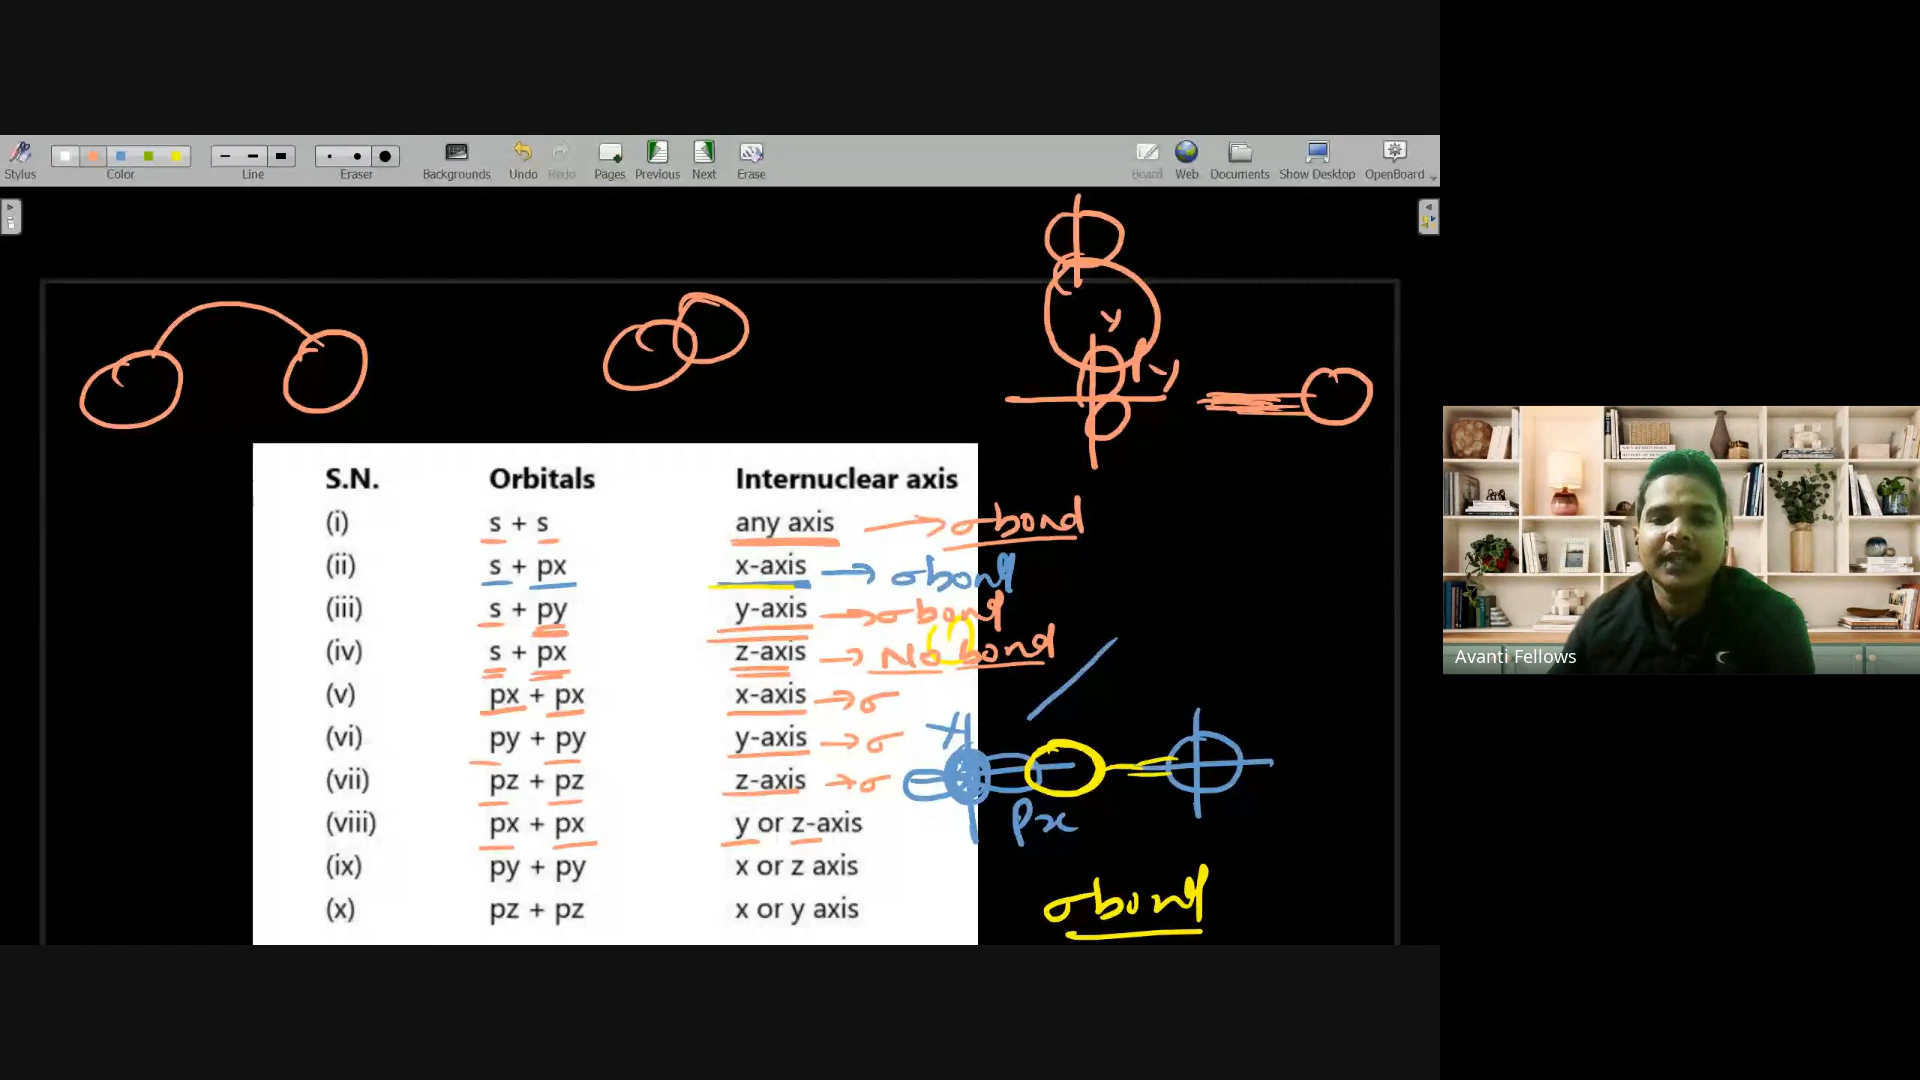 Stylus Color Line Eraser Backgrounds Undo Redo Pages Previous Next Erase Board Web Documents Show Desktop OpenBoard
y
Py
S.N. Orbitals Internuclear axis
(i) s + s any axis → σ bond
(ii) s + px x-axis → σ bond
(iii) s + py y-axis → σ bond
(iv) s + px z-axis → No bond
(v) px + px x-axis → σ
(vi) py + py y-axis → σ
(vii) pz + pz z-axis → σ
(viii) px + px y or z-axis
Px
(ix) py + py x or z axis
(x) pz + pz x or y axis
σ bond
Avanti Fellows